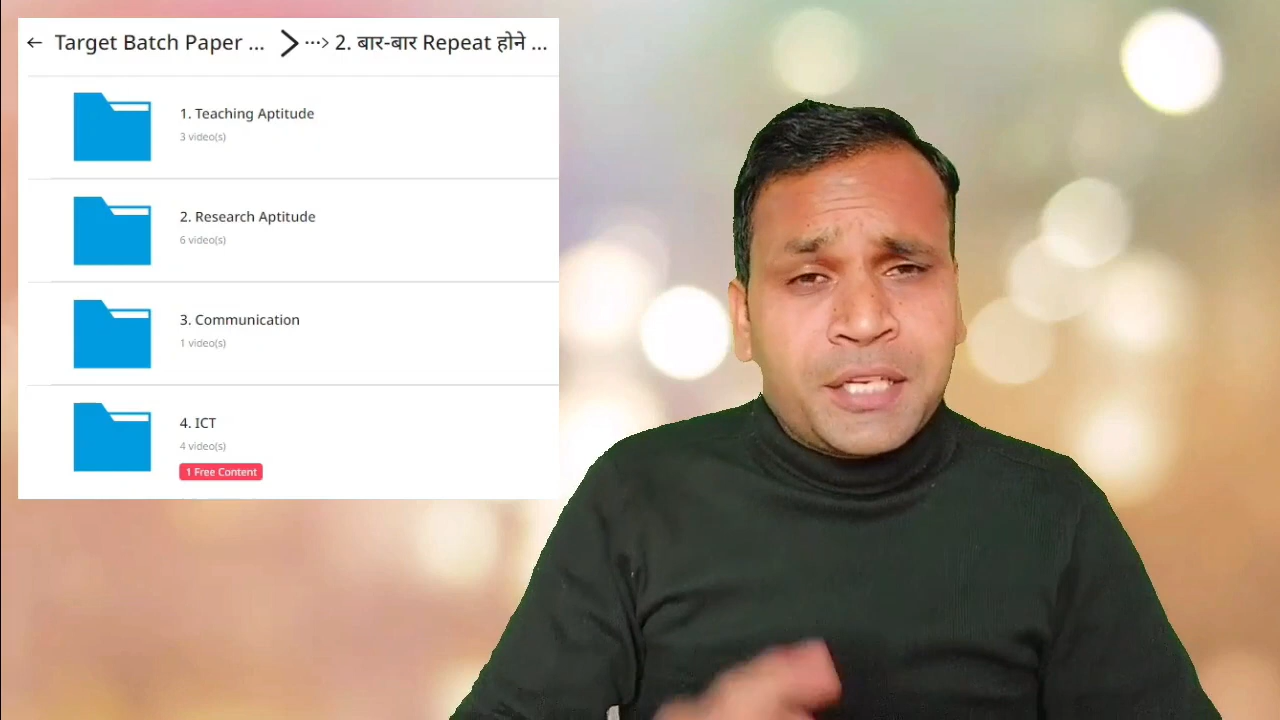 ← Target Batch Paper ... > ···> 2. बार-बार Repeat होने ...
1. Teaching Aptitude
3 video(s)
2. Research Aptitude
6 video(s)
3. Communication
1 video(s)
4. ICT
4 video(s)
1 Free Content